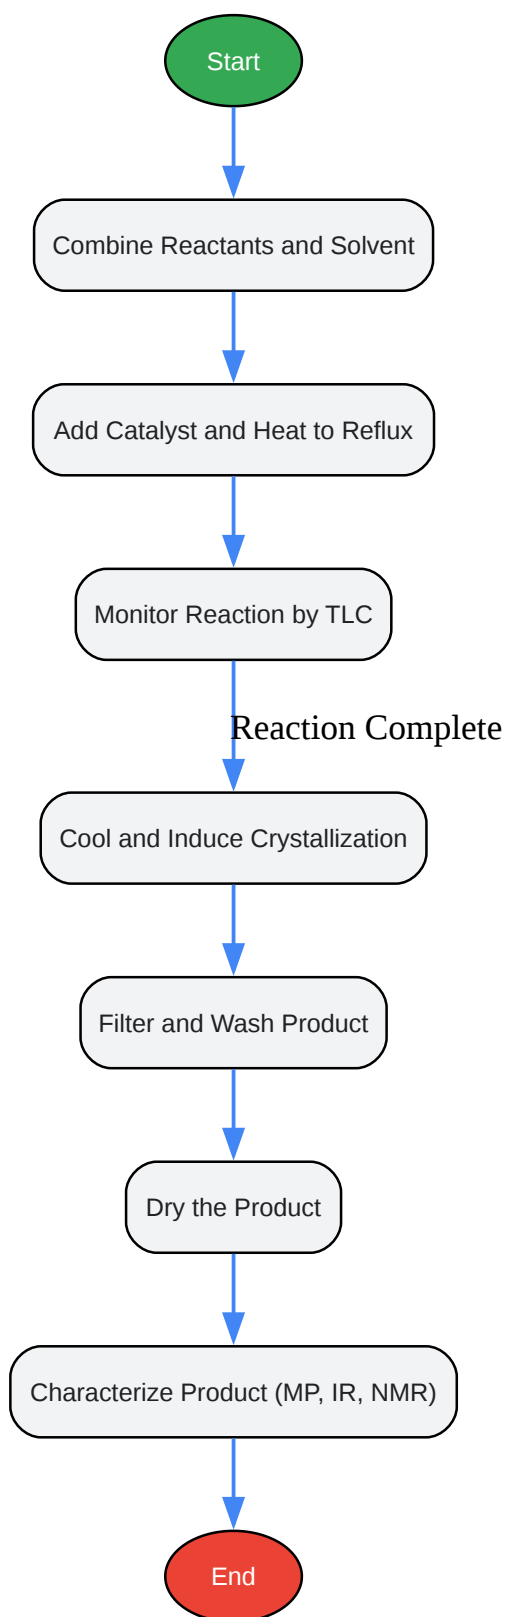 Start
Combine Reactants and Solvent
Add Catalyst and Heat to Reflux
Monitor Reaction by TLC
Reaction Complete
Cool and Induce Crystallization
Filter and Wash Product
Dry the Product
Characterize Product (MP, IR, NMR)
End